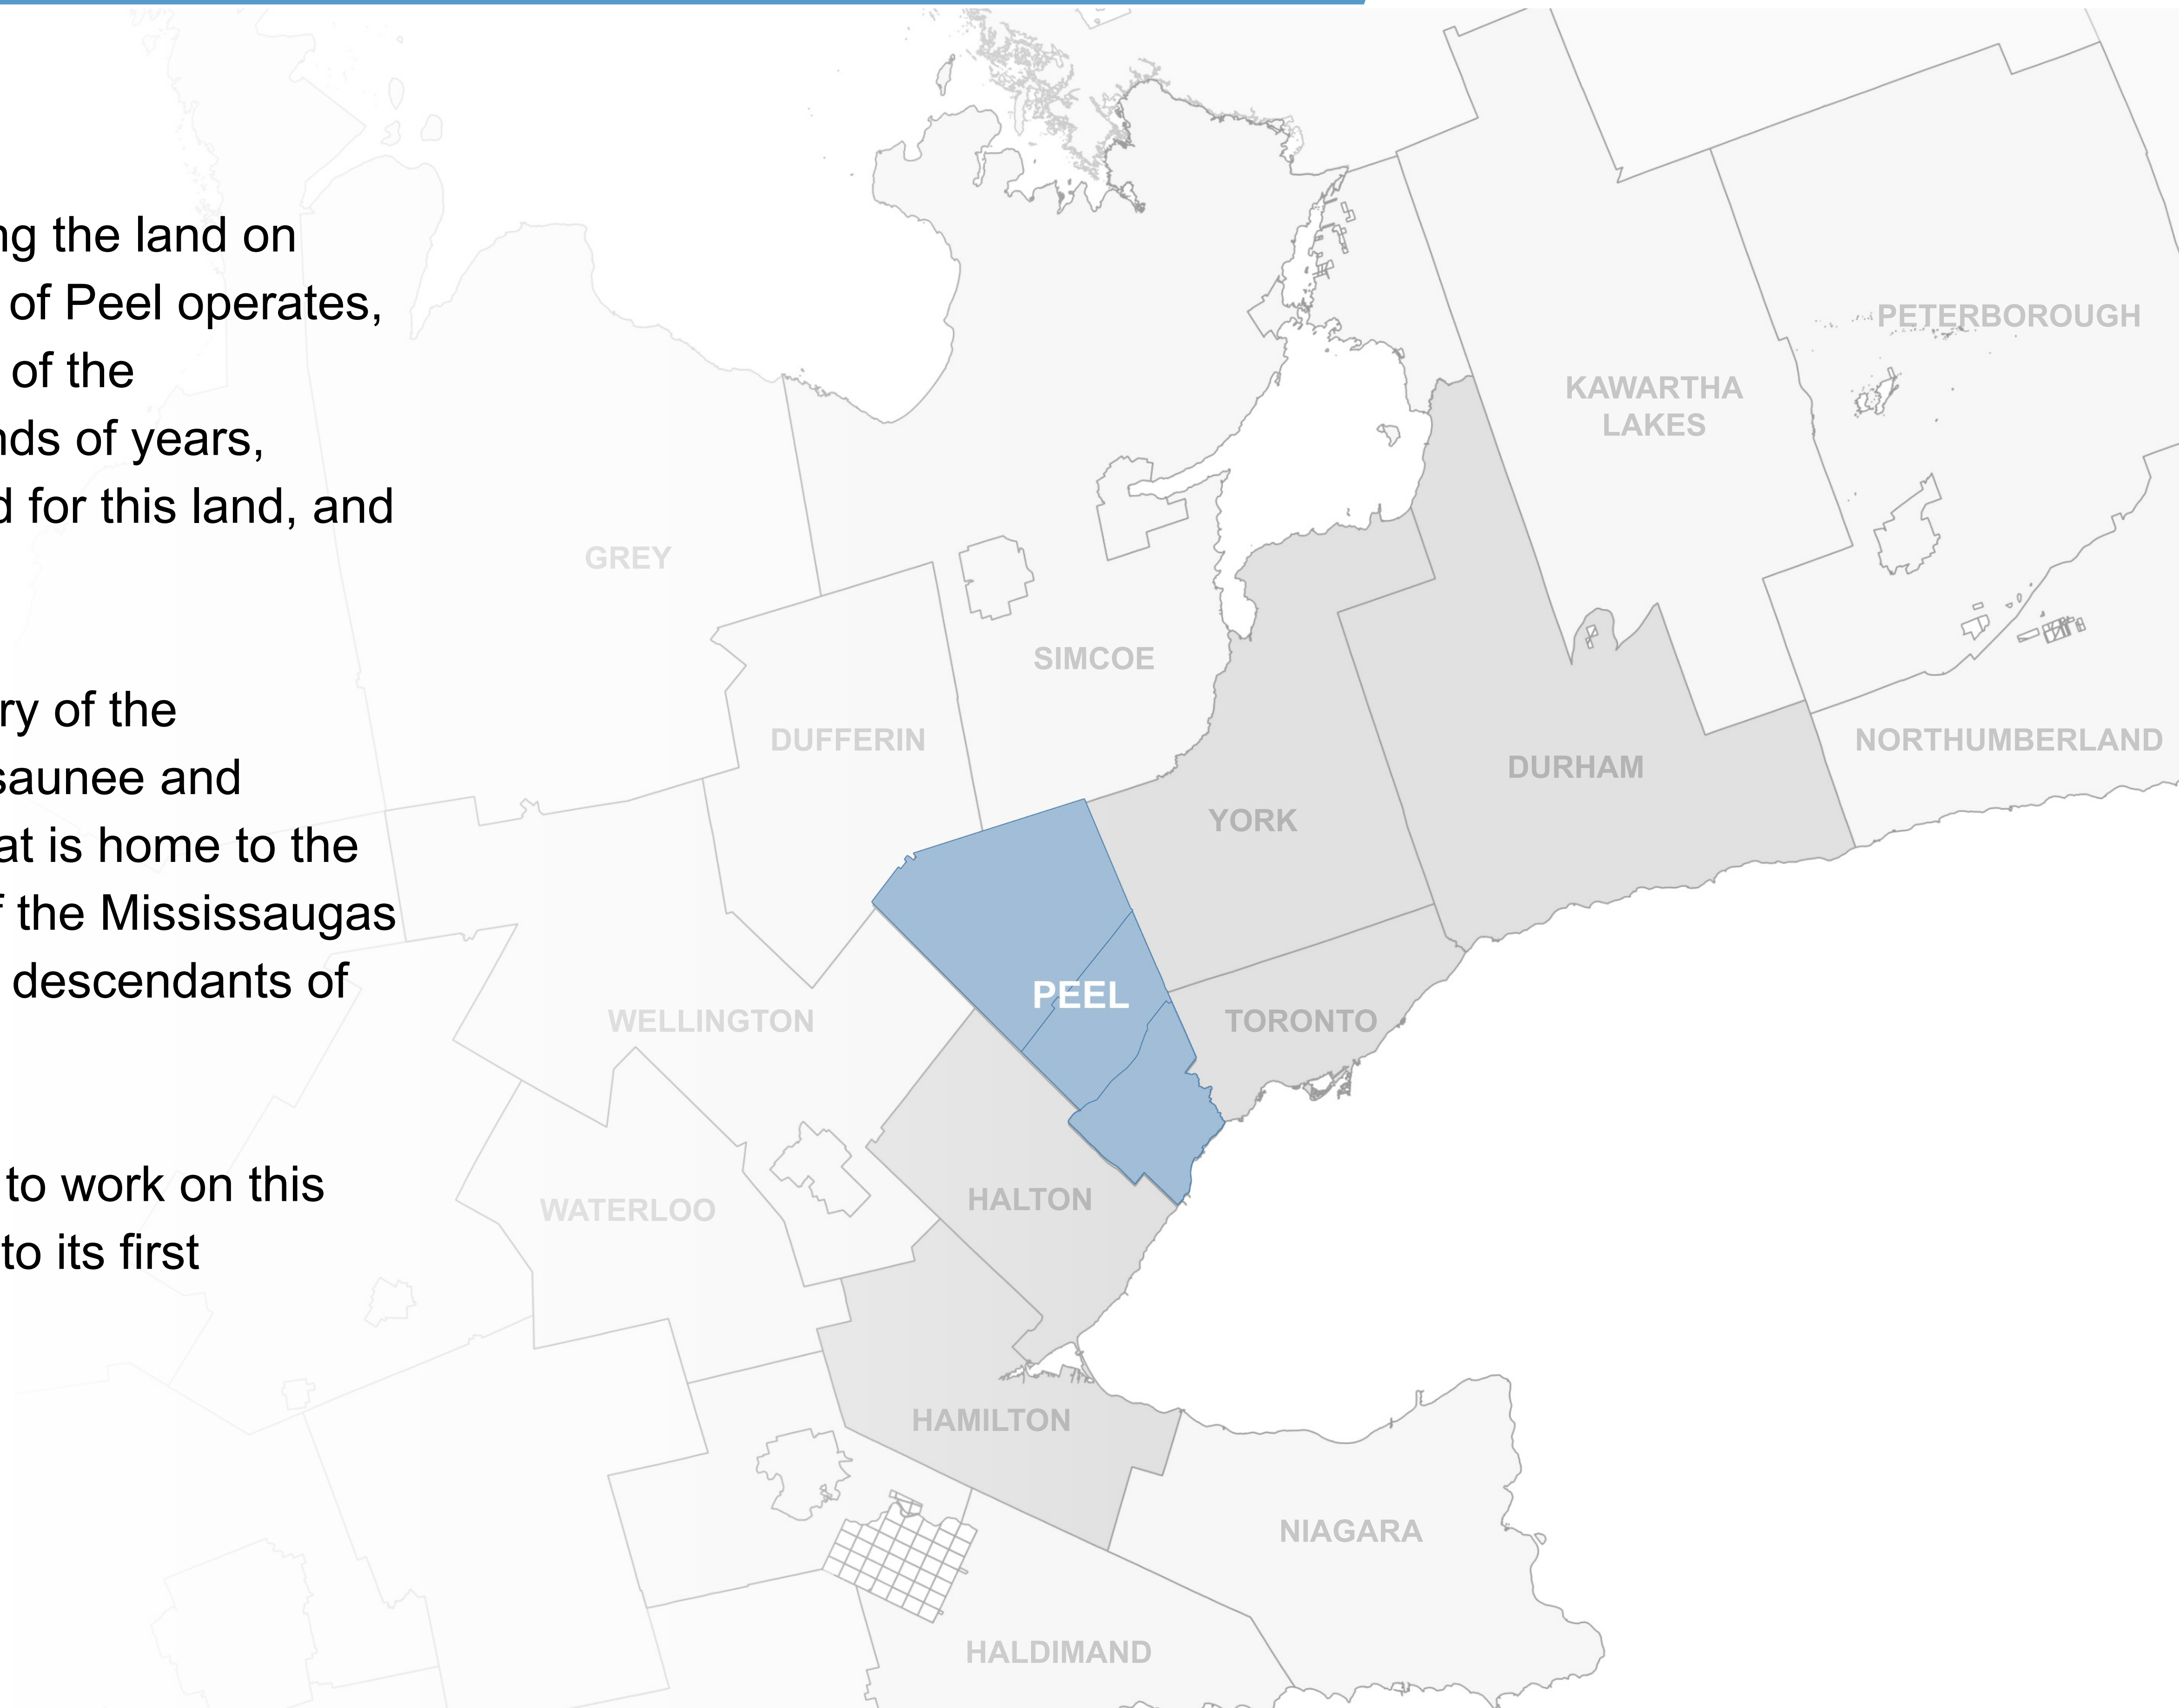 ng the land on
of Peel operates,
of the
nds of years,
d for this land, and
ry of the
saunee and
at is home to the
f the Mississaugas
descendants of
to work on this
to its first
PETERBOROUGH
KAWARTHA
LAKES
GREY
SIMCOE
DUFFERIN
NORTHUMBERLAND
DURHAM
YORK
PEEL
WELLINGTON
TORONTO
HALTON
WATERLOO
HAMILTON
NIAGARA
HALDIMAND